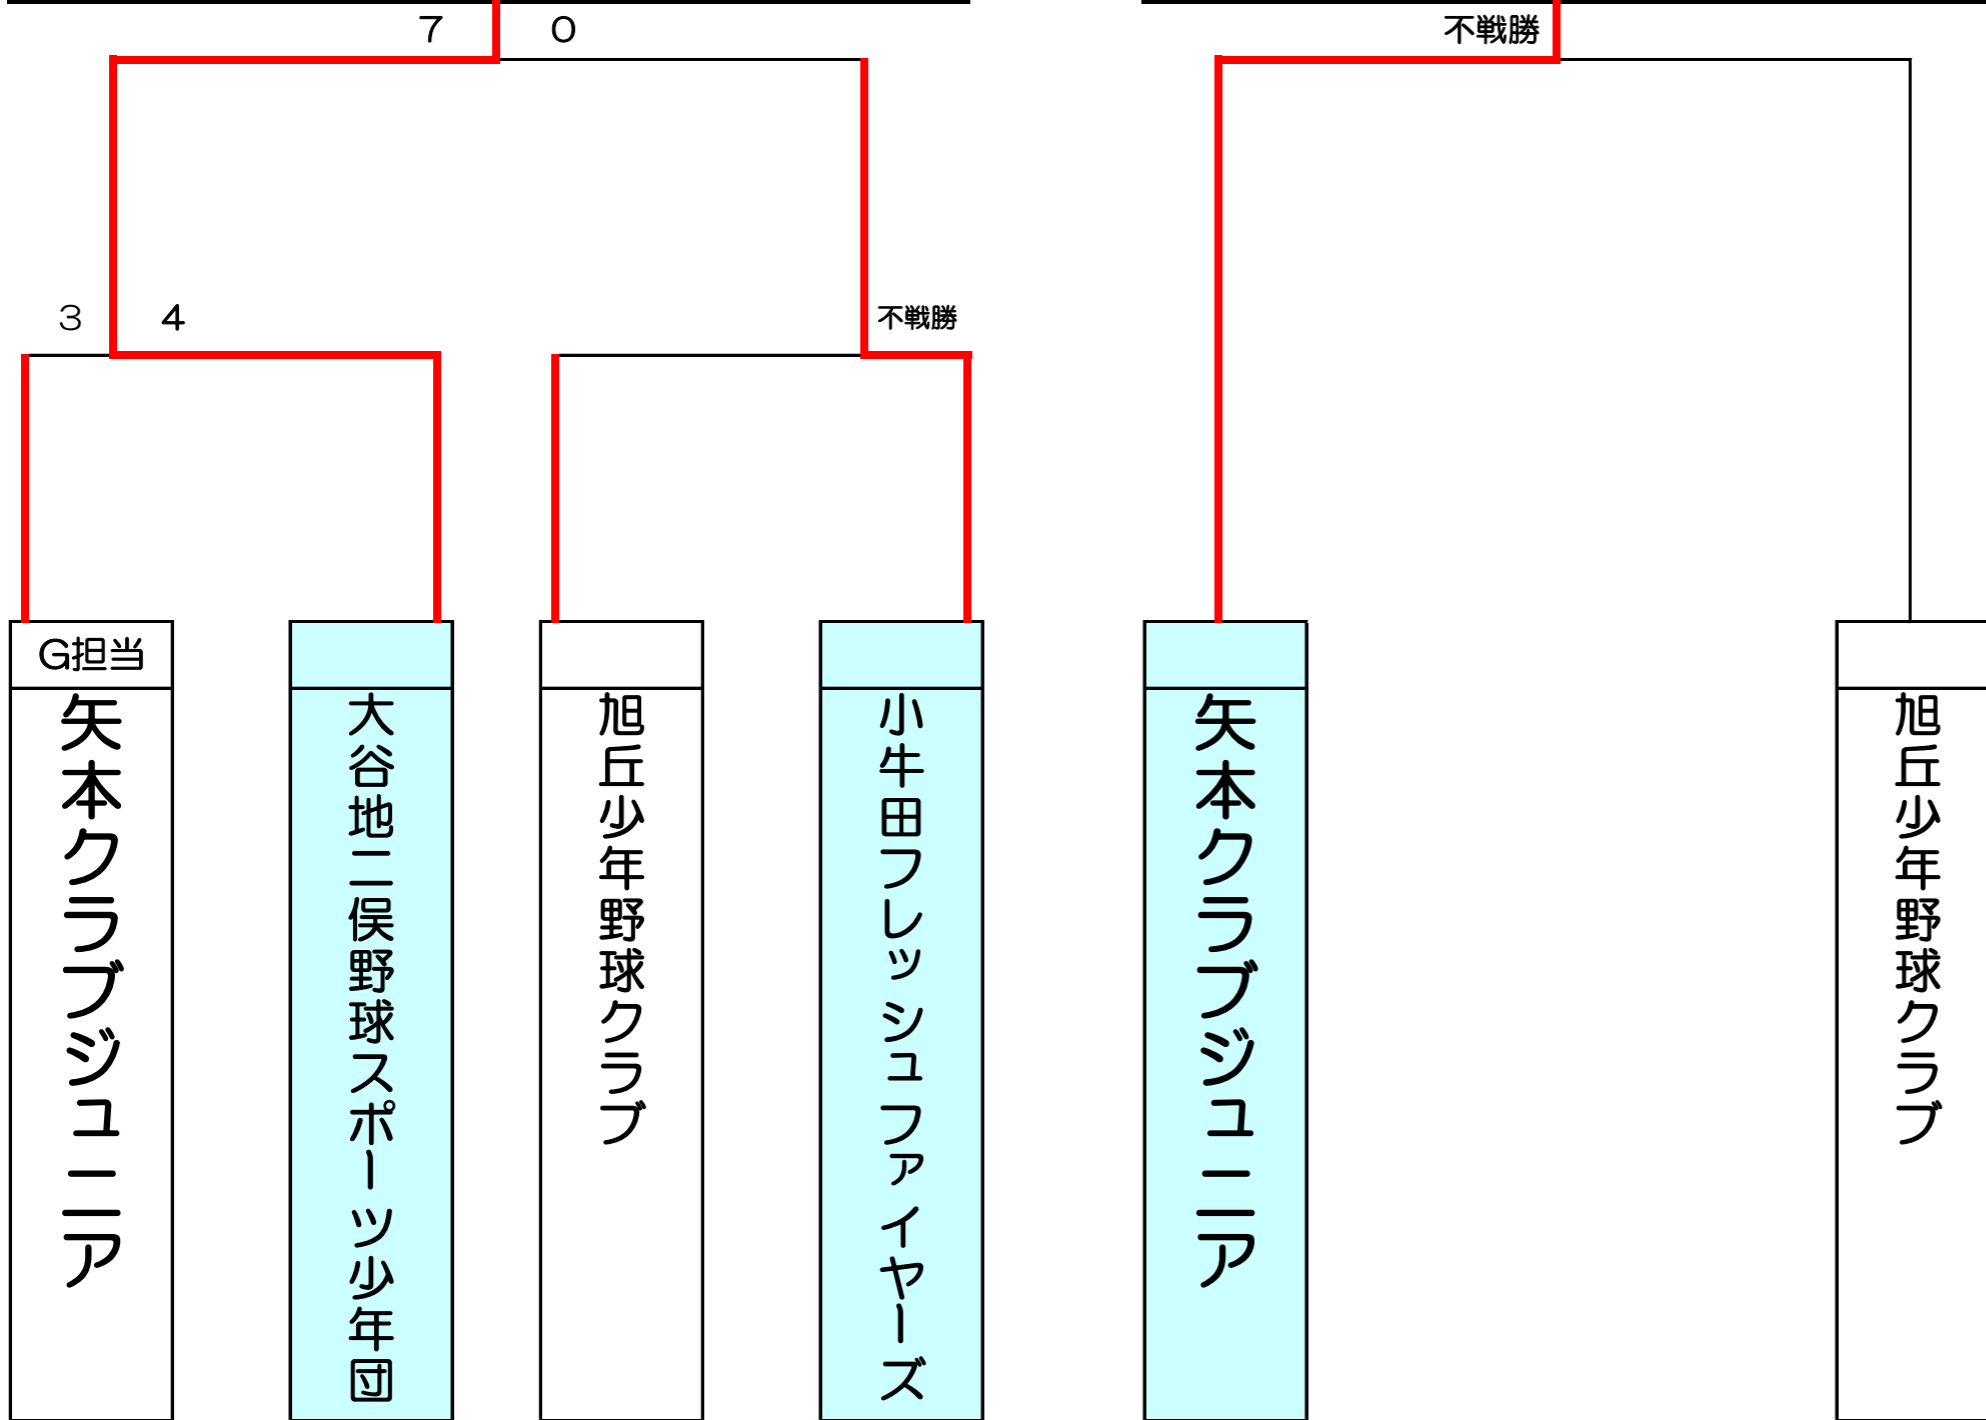 ７ ０
不戦勝
３ ４
不戦勝
G担当
矢本クラブジュニア
大谷地二俣野球スポーツ少年団
旭丘少年野球クラブ
小牛田フレッシュファイヤーズ
矢本クラブジュニア
旭丘少年野球クラブ